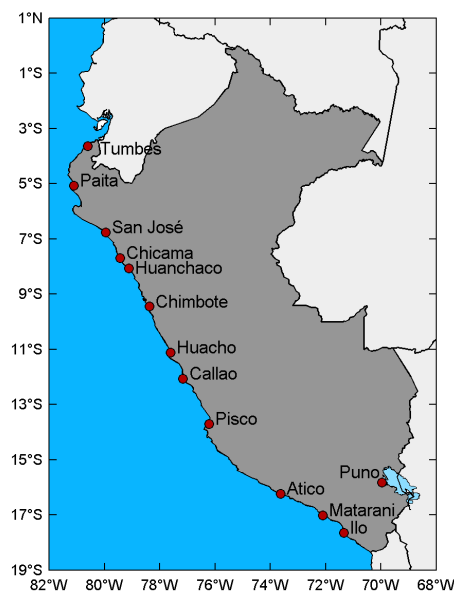 1°N
1°S
3°S
Tumbes
5°S
Paita
San José
7°S
Chicama
Huanchaco
9°S
Chimbote
11°S
Huacho
Callao
13°S
Pisco
15°S
Puno
Atico
17°S
Matarani
Ilo
19°S
82°W 80°W 78°W 76°W 74°W 72°W 70°W 68°W